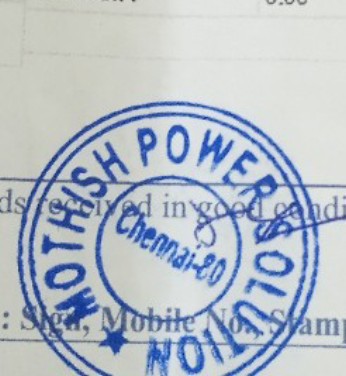 MOTHISH POWER SOLUTION
Chennai-80
ds received in good condi
: Sign, Mobile No., Stamp